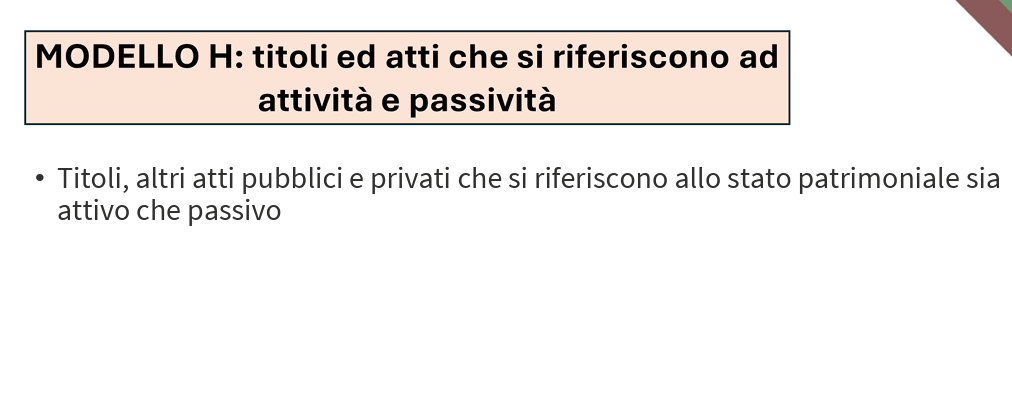 MODELLO H: titoli ed atti che si riferiscono ad
attività e passività
• Titoli, altri atti pubblici e privati che si riferiscono allo stato patrimoniale sia
attivo che passivo